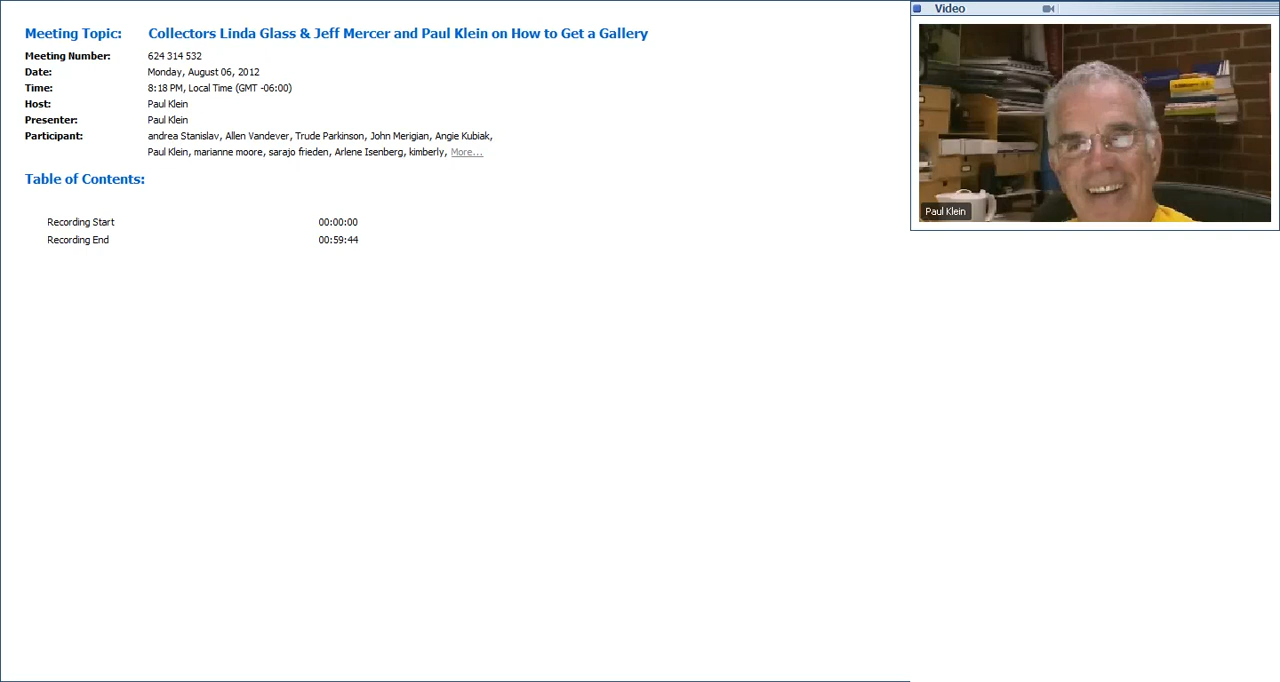 Meeting Topic: Collectors Linda Glass & Jeff Mercer and Paul Klein on How to Get a Gallery
Meeting Number: 624 314 532
Date: Monday, August 06, 2012
Time: 8:18 PM, Local Time (GMT -06:00)
Host: Paul Klein
Presenter: Paul Klein
Participant: andrea Stanislav, Allen Vandever, Trude Parkinson, John Merigian, Angie Kubiak,
Paul Klein, marianne moore, sarajo frieden, Arlene Isenberg, kimberly, More...
Table of Contents:
Recording Start 00:00:00
Recording End 00:59:44
Video
Paul Klein